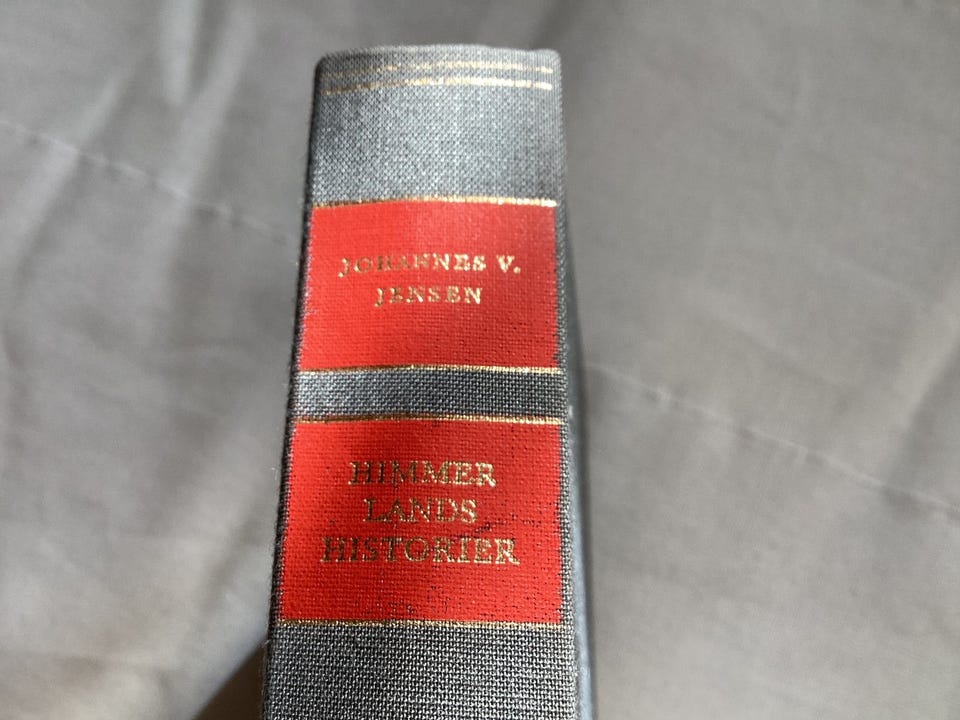 JOHANNES V.
JENSEN
HIMMER
LANDS
HISTORIER